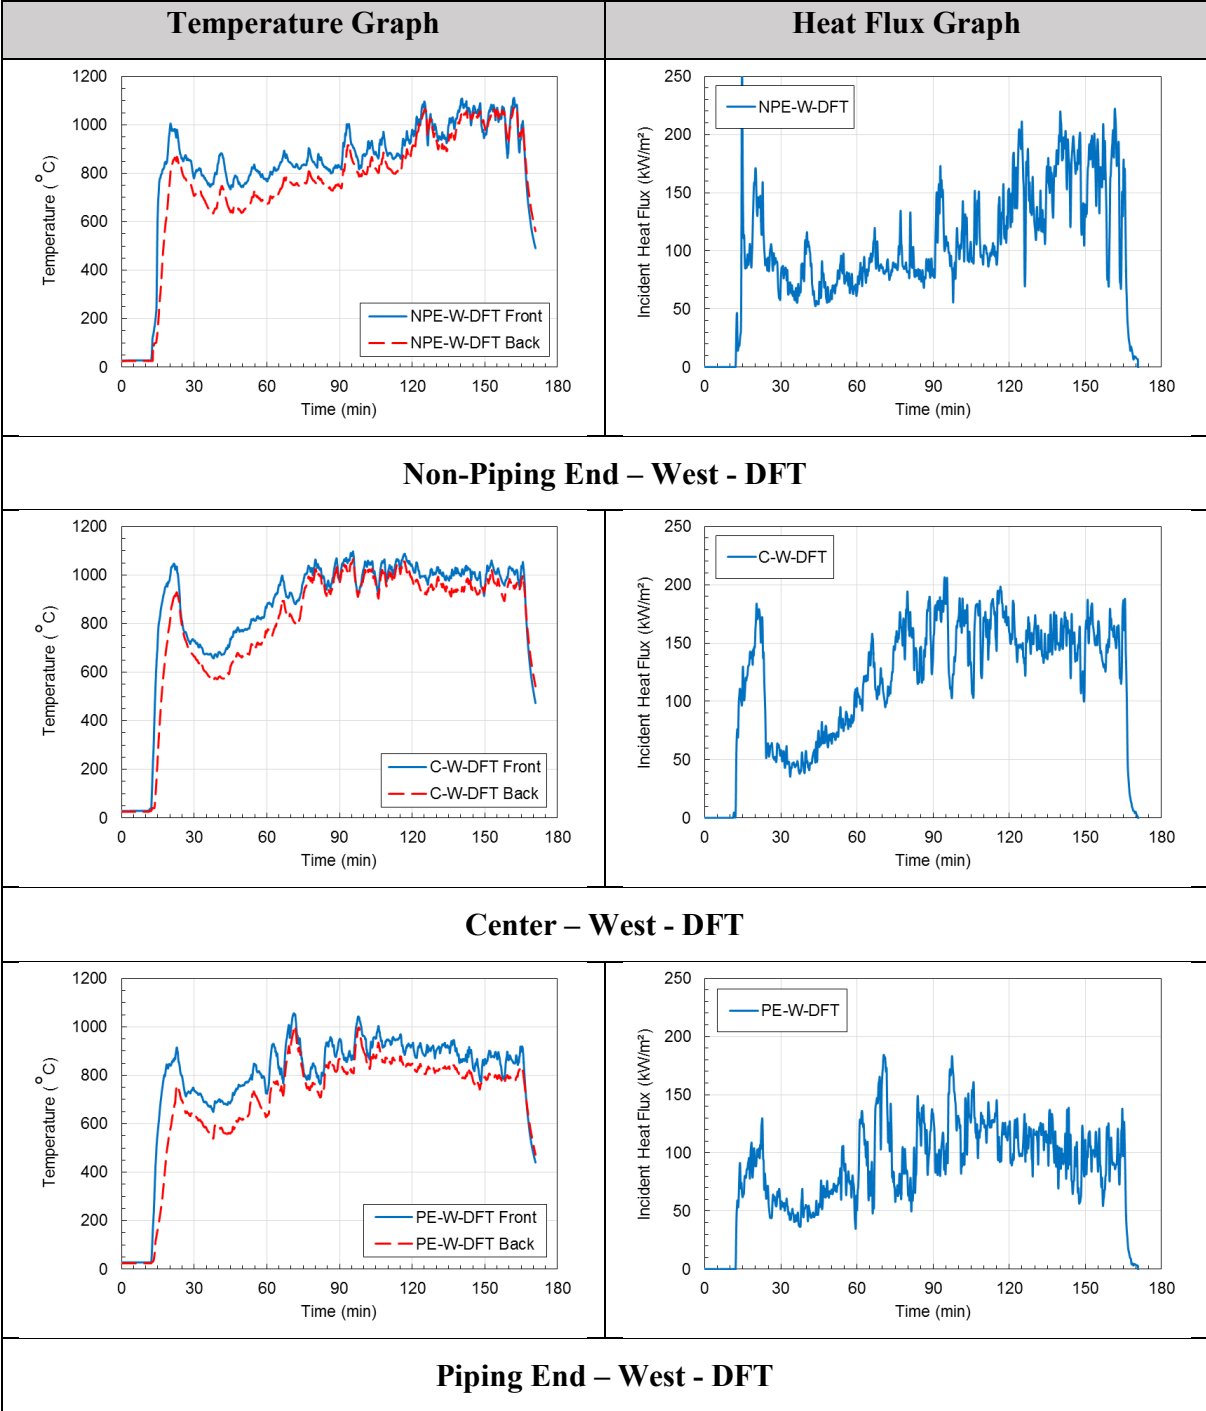 Temperature Graph
Heat Flux Graph
1200
1000
800
600
400
200
0
Temperature (°C)
NPE-W-DFT Front
NPE-W-DFT Back
0 30 60 90 120 150 180
Time (min)
250
200
150
100
50
0
Incident Heat Flux (kW/m²)
NPE-W-DFT
0 30 60 90 120 150 180
Time (min)
Non-Piping End – West - DFT
1200
1000
800
600
400
200
0
Temperature (°C)
C-W-DFT Front
C-W-DFT Back
0 30 60 90 120 150 180
Time (min)
250
200
150
100
50
0
Incident Heat Flux (kW/m²)
C-W-DFT
0 30 60 90 120 150 180
Time (min)
Center – West - DFT
1200
1000
800
600
400
200
0
Temperature (°C)
PE-W-DFT Front
PE-W-DFT Back
0 30 60 90 120 150 180
Time (min)
250
200
150
100
50
0
Incident Heat Flux (kW/m²)
PE-W-DFT
0 30 60 90 120 150 180
Time (min)
Piping End – West - DFT